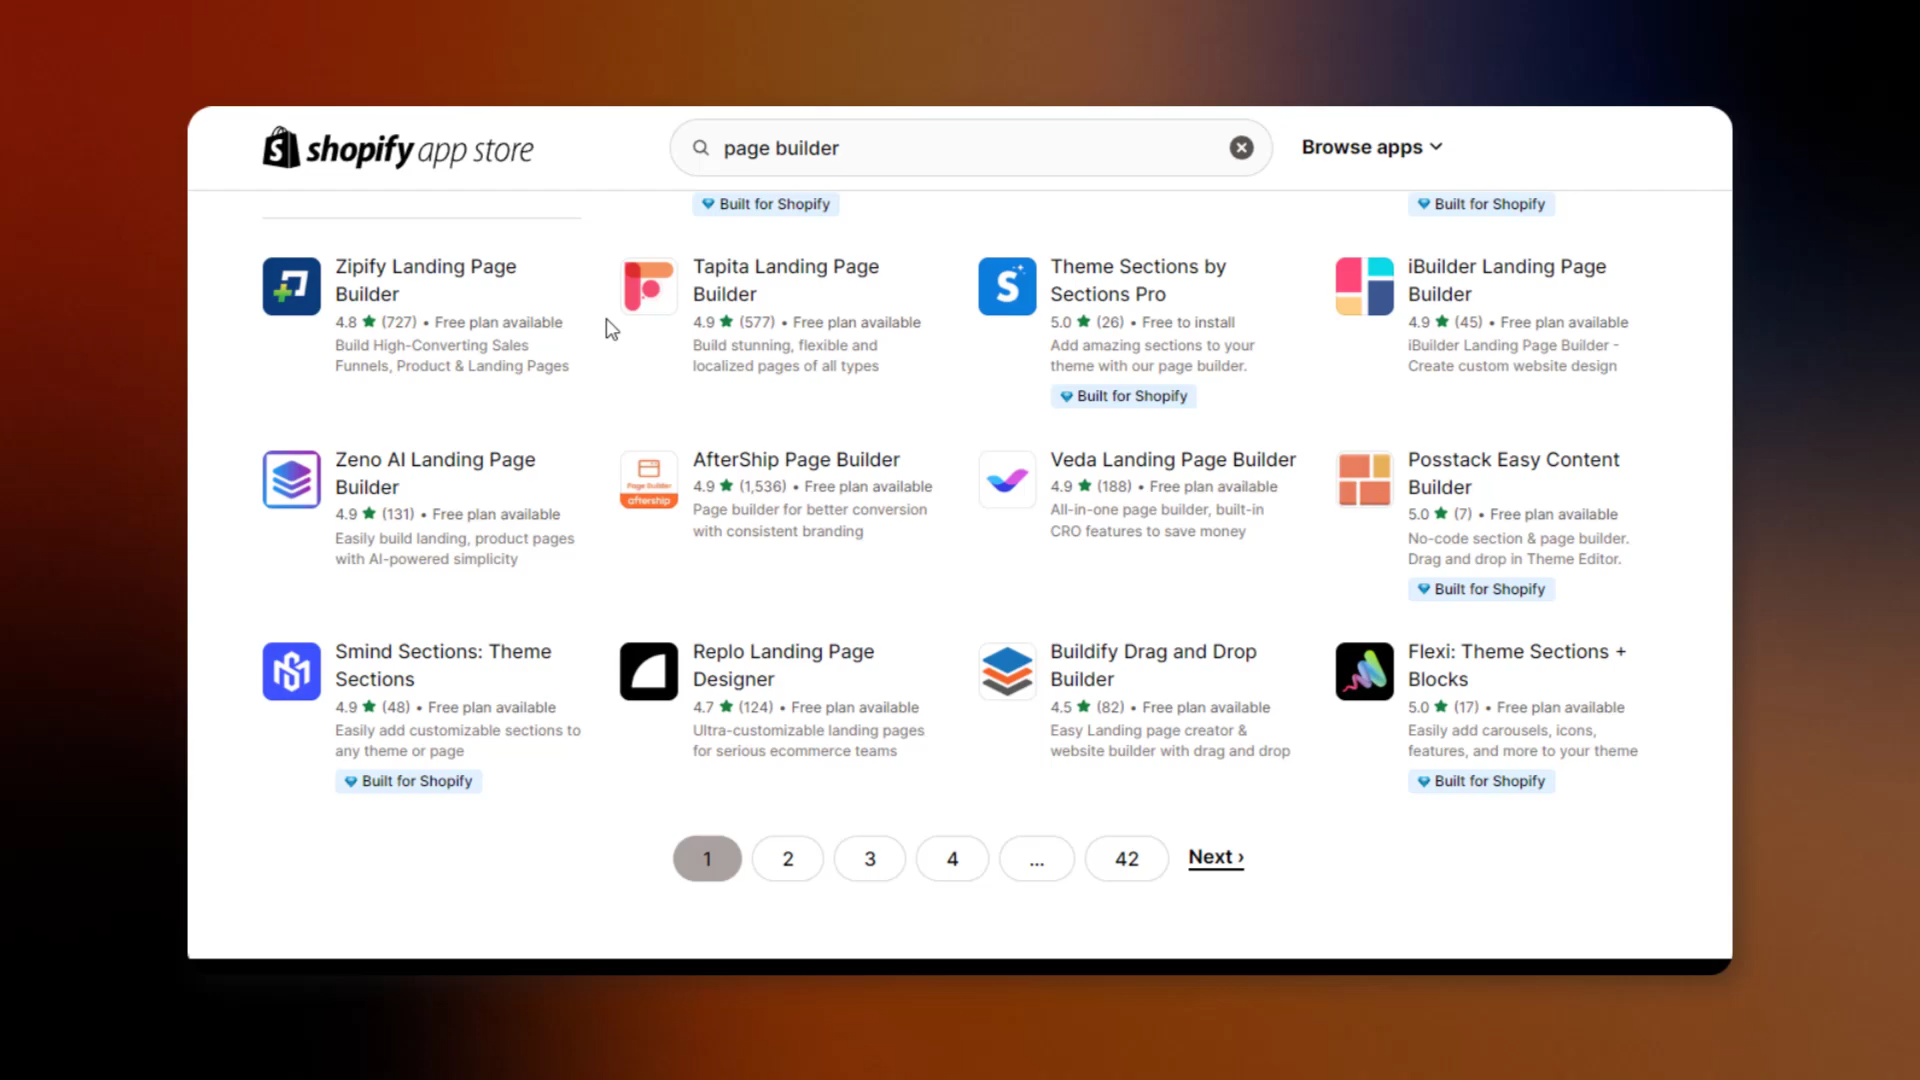 shopify app store
page builder
Browse apps
Built for Shopify
Built for Shopify
Zipify Landing Page
Builder
4.8 ★ (727) • Free plan available
Build High-Converting Sales
Funnels, Product & Landing Pages
Tapita Landing Page
Builder
4.9 ★ (577) • Free plan available
Build stunning, flexible and
localized pages of all types
Theme Sections by
Sections Pro
5.0 ★ (26) • Free to install
Add amazing sections to your
theme with our page builder.
Built for Shopify
iBuilder Landing Page
Builder
4.9 ★ (45) • Free plan available
iBuilder Landing Page Builder -
Create custom website design
Zeno AI Landing Page
Builder
4.9 ★ (131) • Free plan available
Easily build landing, product pages
with AI-powered simplicity
Page Builder
aftership
AfterShip Page Builder
4.9 ★ (1,536) • Free plan available
Page builder for better conversion
with consistent branding
Veda Landing Page Builder
4.9 ★ (188) • Free plan available
All-in-one page builder, built-in
CRO features to save money
Posstack Easy Content
Builder
5.0 ★ (7) • Free plan available
No-code section & page builder.
Drag and drop in Theme Editor.
Built for Shopify
Smind Sections: Theme
Sections
4.9 ★ (48) • Free plan available
Easily add customizable sections to
any theme or page
Built for Shopify
Replo Landing Page
Designer
4.7 ★ (124) • Free plan available
Ultra-customizable landing pages
for serious ecommerce teams
Buildify Drag and Drop
Builder
4.5 ★ (82) • Free plan available
Easy Landing page creator &
website builder with drag and drop
Flexi: Theme Sections +
Blocks
5.0 ★ (17) • Free plan available
Easily add carousels, icons,
features, and more to your theme
Built for Shopify
1 2 3 4 ... 42 Next ›